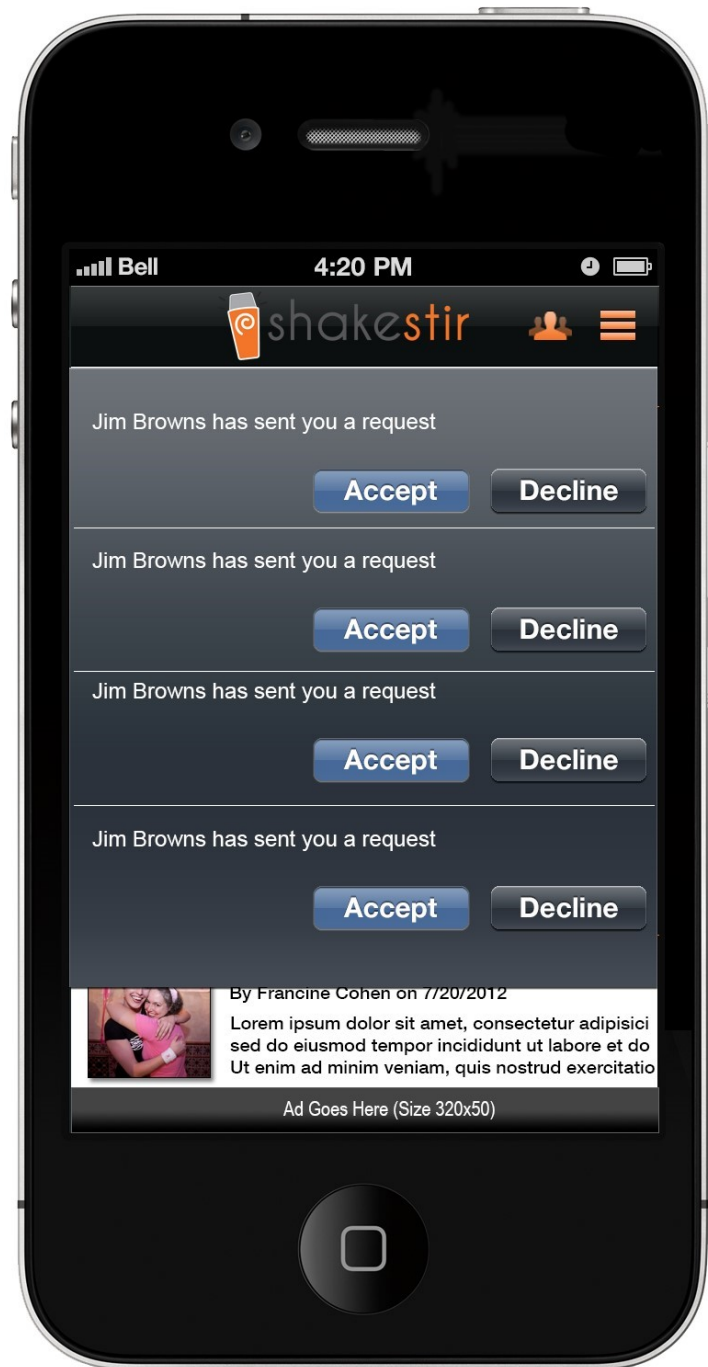 Bell 4:20 PM
shakestir
Jim Browns has sent you a request
Accept Decline
Jim Browns has sent you a request
Accept Decline
Jim Browns has sent you a request
Accept Decline
Jim Browns has sent you a request
Accept Decline
By Francine Cohen on 7/20/2012
Lorem ipsum dolor sit amet, consectetur adipisici
sed do eiusmod tempor incididunt ut labore et do
Ut enim ad minim veniam, quis nostrud exercitatio
Ad Goes Here (Size 320x50)